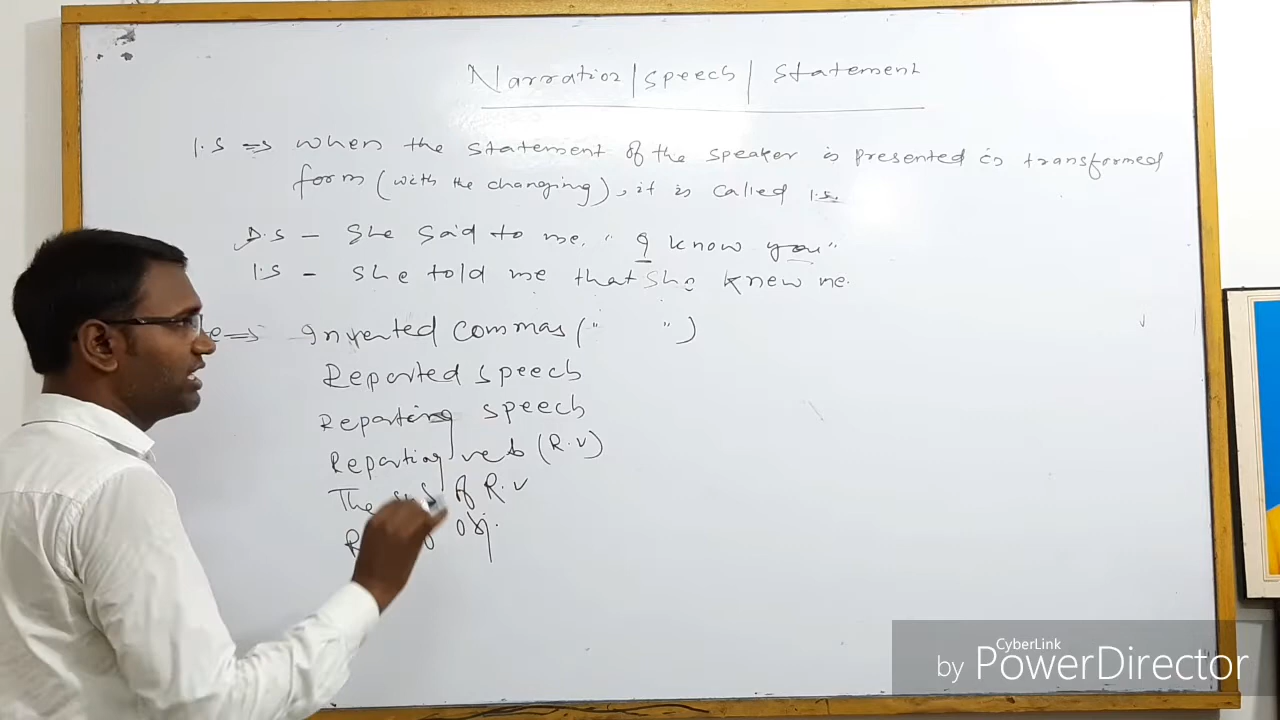 Narration/speech/statement
I.S ⇒ when the statement of the speaker is presented in transformed
form (with the changing), it is called I.S.
D.S - She said to me, "I know you"
I.S - She told me that she knew me.
⇒ Inverted commas (" ")
Reported speech
Reporting speech
Reporting verb (R.V)
The sub of R.V
obj.
CyberLink
by PowerDirector